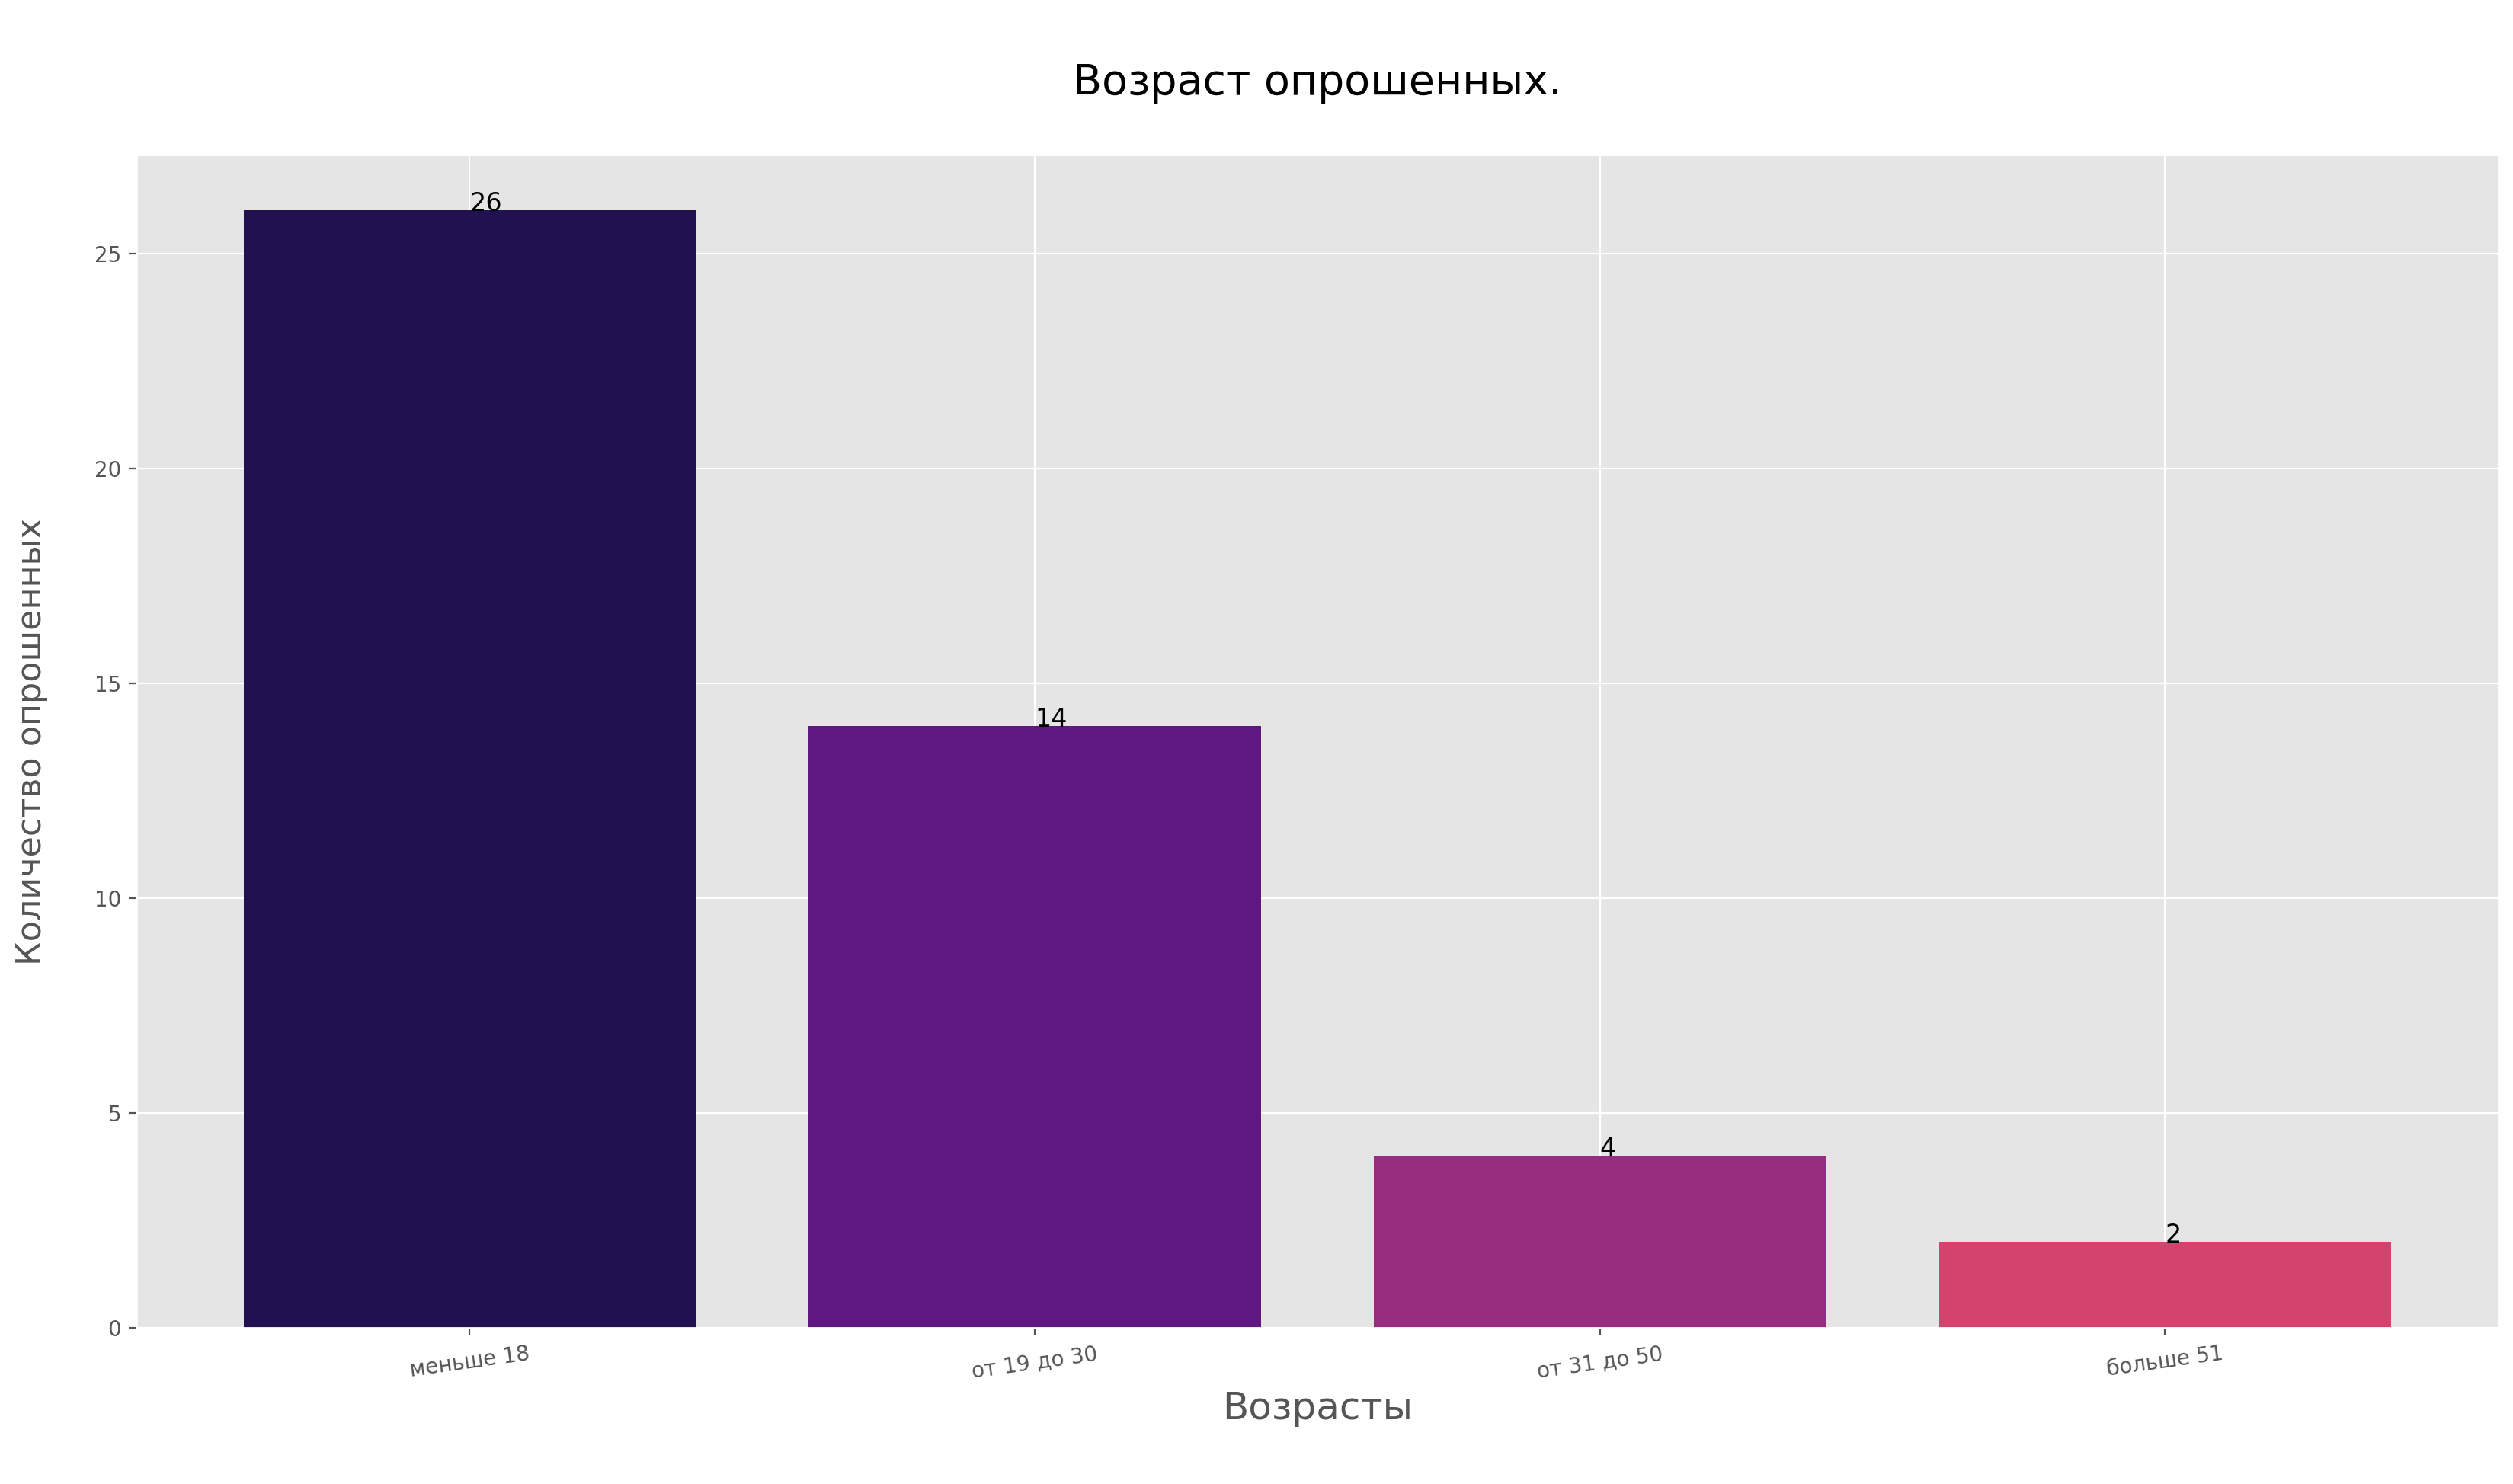 Возраст опрошенных.
26
25
20
Количество опрошенных
15
14
10
5
4
2
0
меньше 18
от 19 до 30
от 31 до 50
больше 51
Возрасты